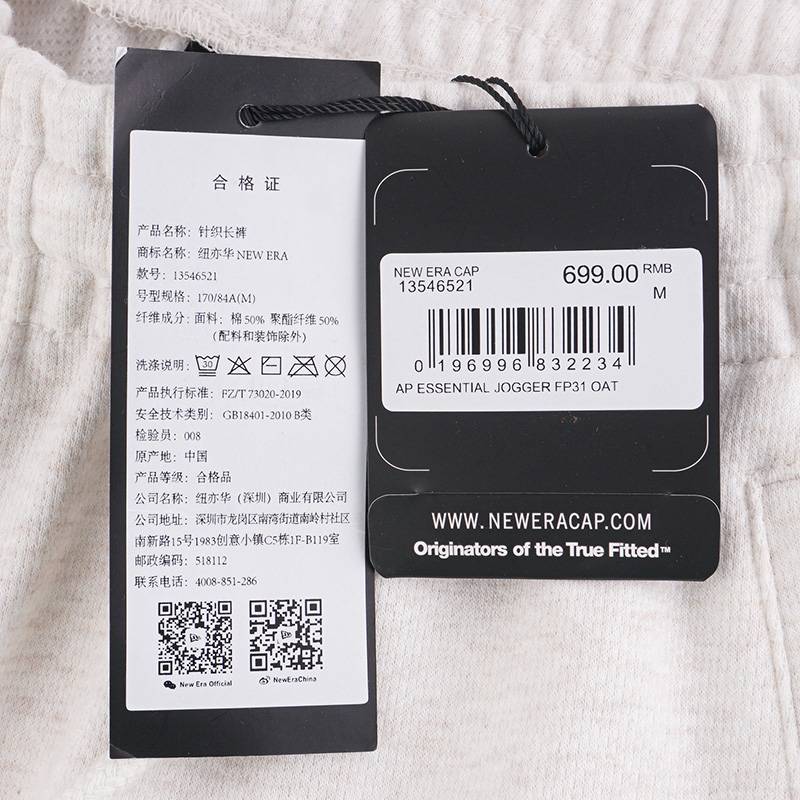 合格证
产品名称：针织长裤
商标名称：纽亦华 NEW ERA
款号：13546521
号型规格：170/84A(M)
纤维成分：面料：棉50% 聚酯纤维50%
（配料和装饰除外）
洗涤说明：30
产品执行标准：FZ/T 73020-2019
安全技术类别：GB18401-2010 B类
检验员：008
原产地：中国
产品等级：合格品
公司名称：纽亦华（深圳）商业有限公司
公司地址：深圳市龙岗区南湾街道南岭村社区
南新路15号1983创意小镇C5栋1F-B119室
邮政编码：518112
联系电话：4008-851-286
New Era Official
NewEraChina
NEW ERA CAP
13546521
699.00 RMB
M
0 196996 832234
AP ESSENTIAL JOGGER FP31 OAT
WWW.NEWERACAP.COM
Originators of the True Fitted™